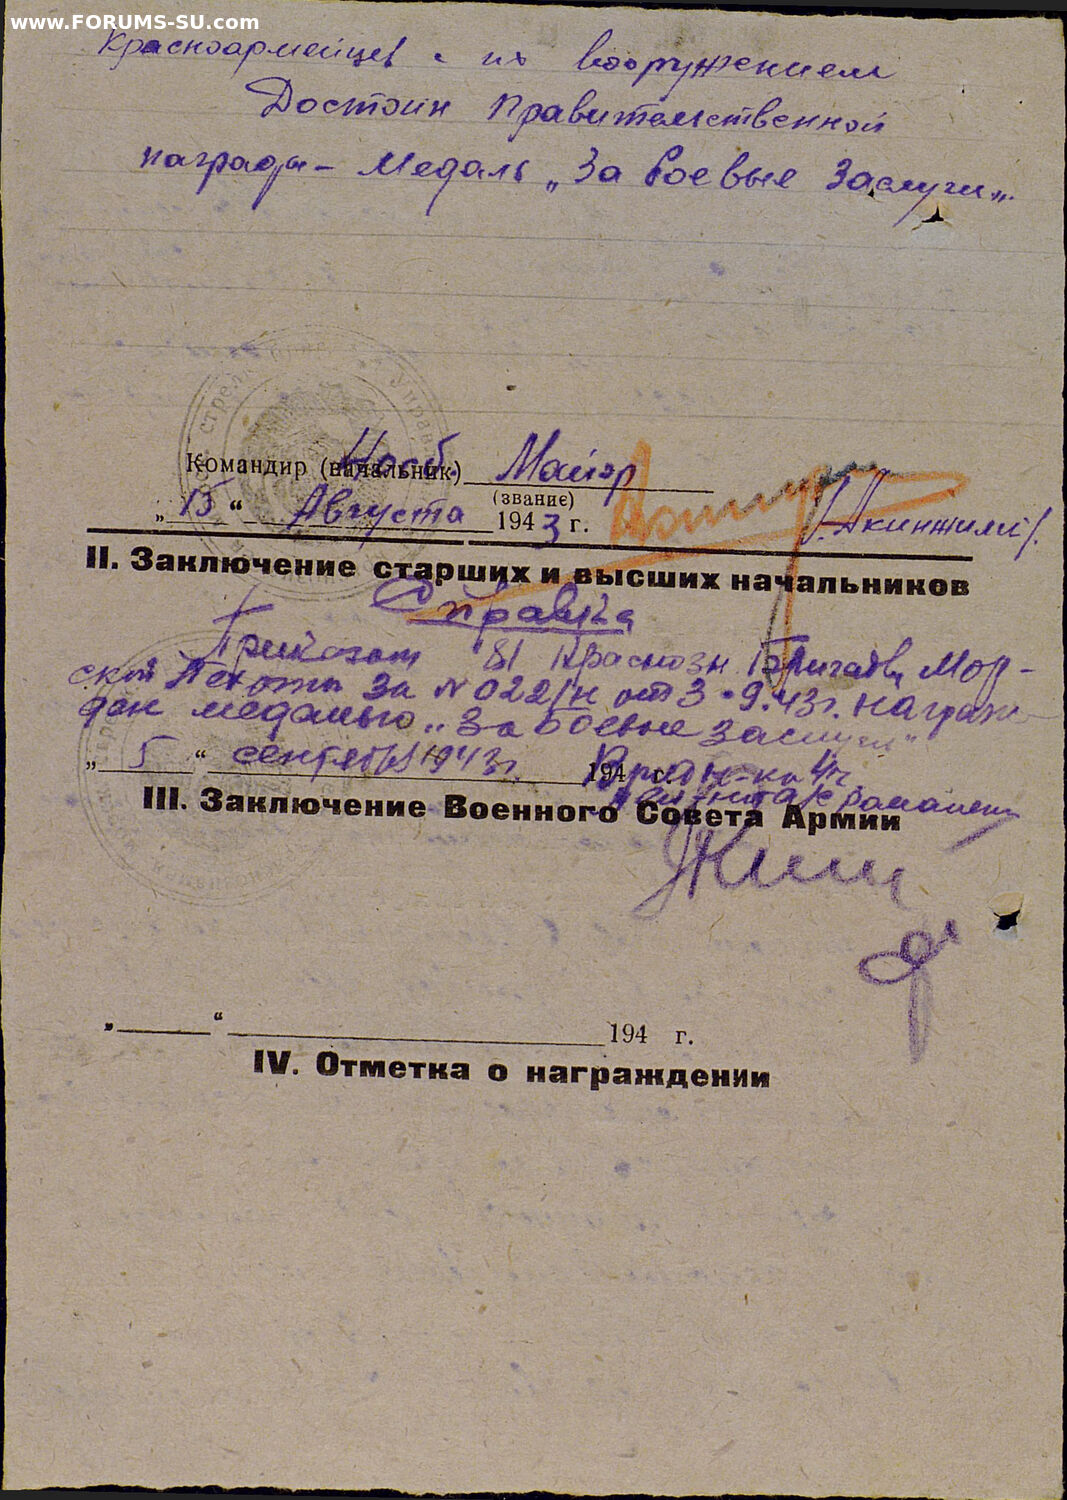 www.FORUMS-SU.com
Красноармейцев с их вооружением
Достоин Правительственной
награды – Медаль „За боевые заслуги„.
Командир (начальник) Майор
(звание)
„15“ Августа 1943 г. /Акинжили/.
II. Заключение старших и высших начальников
Справка
Приказом 81 Краснозн Бригады Мор-
ской Пехоты за № 022/н от 3.9.43г. награж-
ден медалью „За боевые заслуги“
„5“ сентября 1943г. 194 г.
III. Заключение Военного Совета Армии
„ “ 194 г.
IV. Отметка о награждении